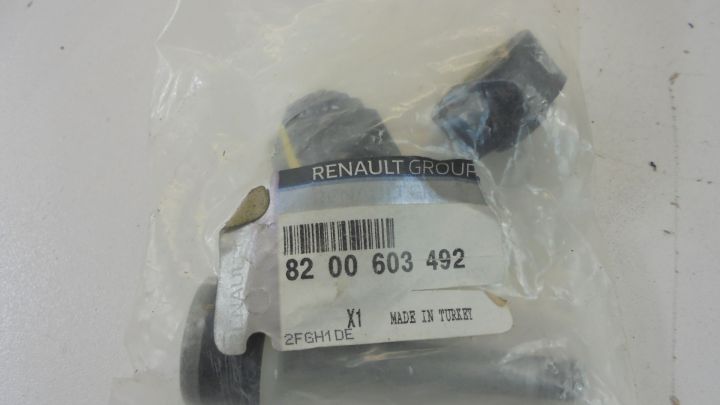 RENAULT GROUP
82 00 603 492
X1 MADE IN TURKEY
2FGH1DE